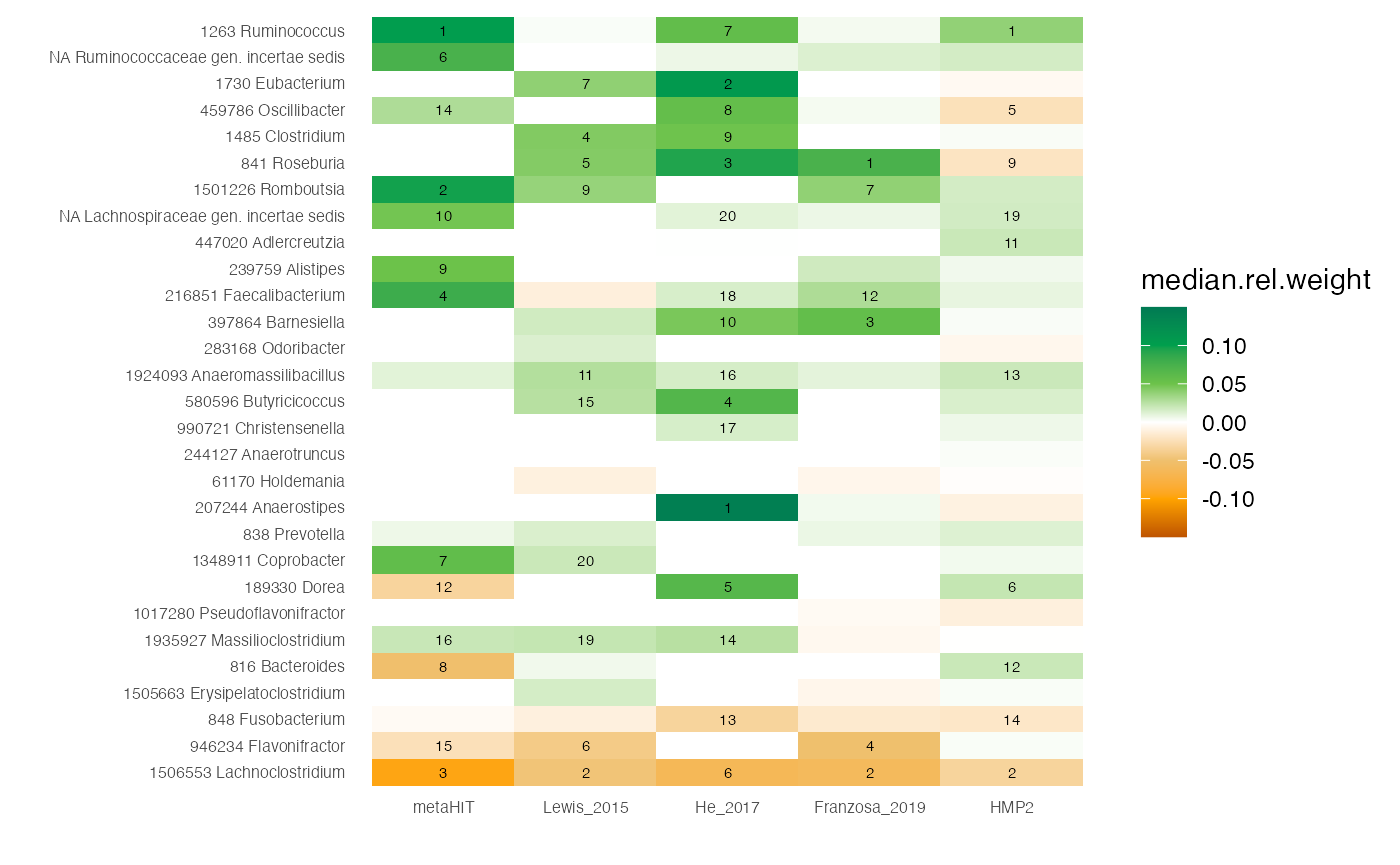 1263 Ruminococcus 1 7 1
NA Ruminococcaceae gen. incertae sedis 6
1730 Eubacterium 7 2
459786 Oscillibacter 14 8 5
1485 Clostridium 4 9
841 Roseburia 5 3 1 9
1501226 Romboutsia 2 9 7
NA Lachnospiraceae gen. incertae sedis 10 20 19
447020 Adlercreutzia 11
239759 Alistipes 9
216851 Faecalibacterium 4 18 12
397864 Barnesiella 10 3
283168 Odoribacter
1924093 Anaeromassilibacillus 11 16 13
580596 Butyricicoccus 15 4
990721 Christensenella 17
244127 Anaerotruncus
61170 Holdemania
207244 Anaerostipes 1
838 Prevotella
1348911 Coprobacter 7 20
189330 Dorea 12 5 6
1017280 Pseudoflavonifractor
1935927 Massilioclostridium 16 19 14
816 Bacteroides 8 12
1505663 Erysipelatoclostridium
848 Fusobacterium 13 14
946234 Flavonifractor 15 6 4
1506553 Lachnoclostridium 3 2 6 2 2
metaHIT Lewis_2015 He_2017 Franzosa_2019 HMP2
median.rel.weight
0.10
0.05
0.00
-0.05
-0.10